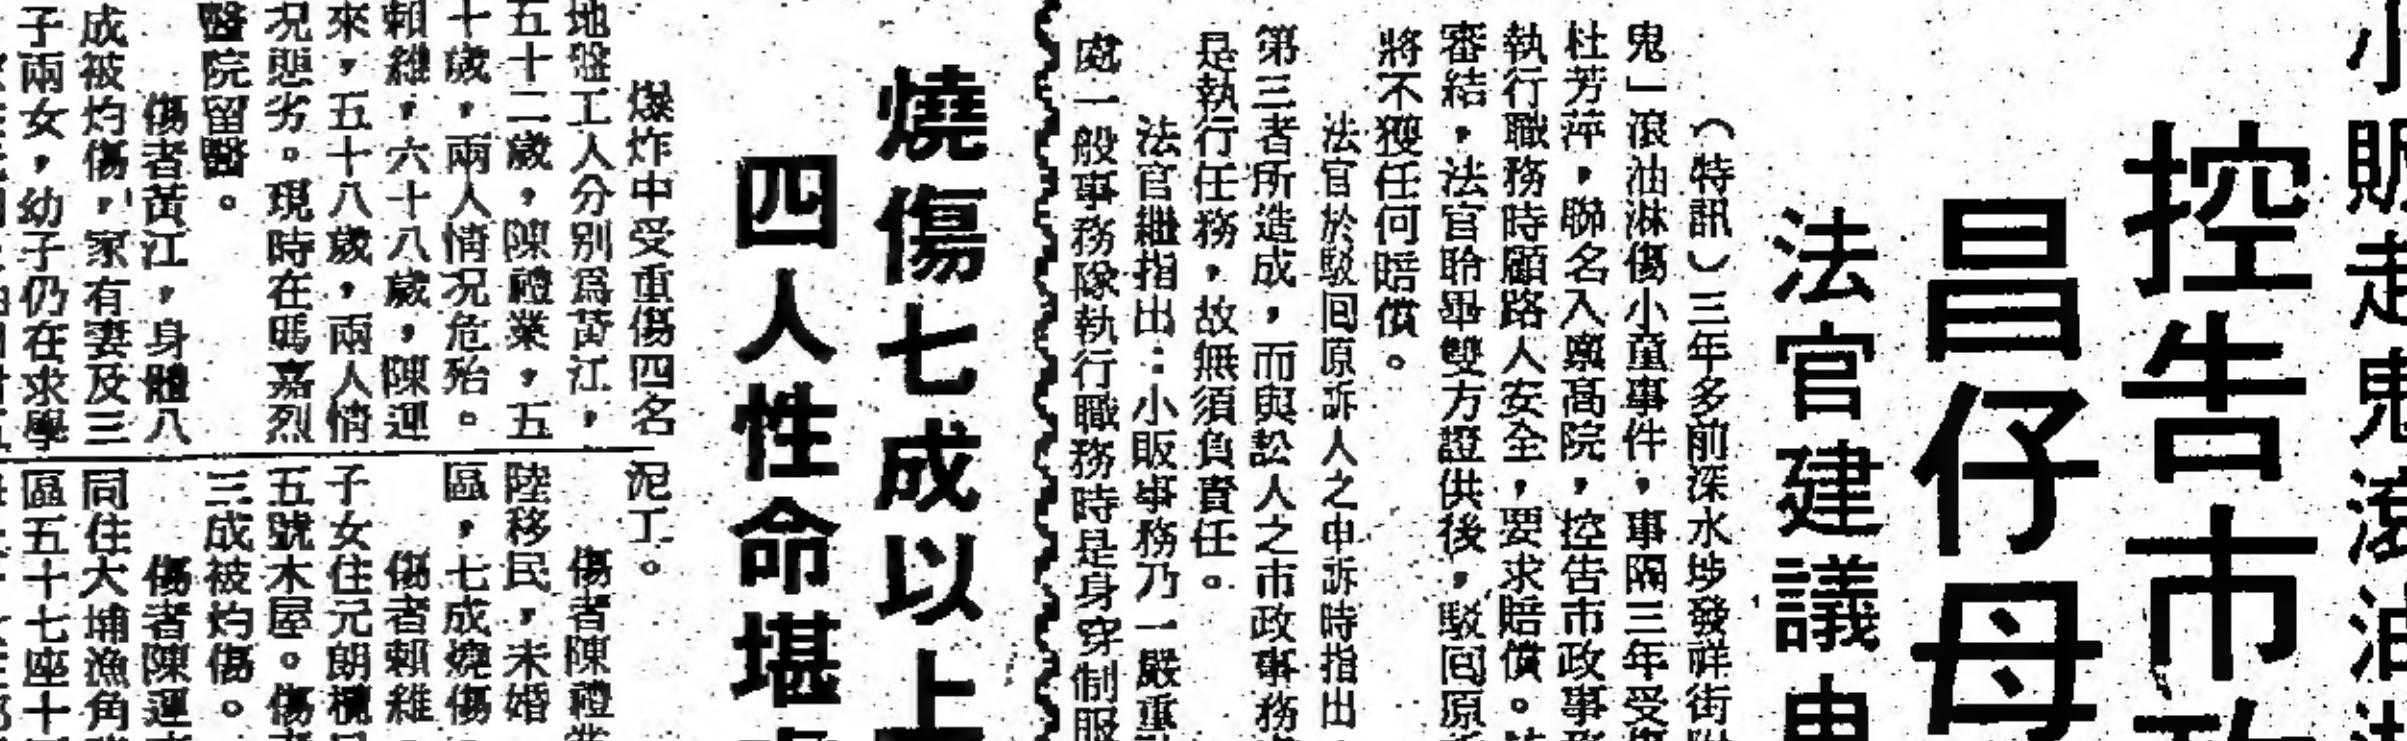 小販走鬼滾油淋
控告市政
昌仔母
法官建議
（特訊）三年多前深水埗發祥街
鬼」滾油淋傷小童事件，事隔三年受
杜芳萍，聯名入稟高院，控告市政事
執行職務時顧路人安全，要求賠償。
審結，法官聆畢雙方證供後，駁回原
將不獲任何賠償。
法官於駁回原訴人之申訴時指出
第三者所造成，而與訟人之市政事務
是執行任務，故無須負責任。
法官繼指出：小販事務乃一嚴重
處一般事務隊執行職務時是身穿制服
燒傷七成以上
四人性命堪
爆炸中受重傷四名
地盤工人分別爲黃江，
五十二歲，陳禮業，五
十歲，兩人情况危殆。
賴維，六十八歲，陳運
來，五十八歲，兩人情
况惡劣。現時在瑪嘉烈
醫院留醫。
傷者黃江，身體八
成被灼傷，家有妻及三
子兩女，幼子仍在求學
泥工。
傷者陳禮業
陸移民，未婚
區，七成燒傷
傷者賴維
子女住元朗
五號木屋。傷者
三成被灼傷。
傷者陳運
同住大埔漁角
區五十七座十